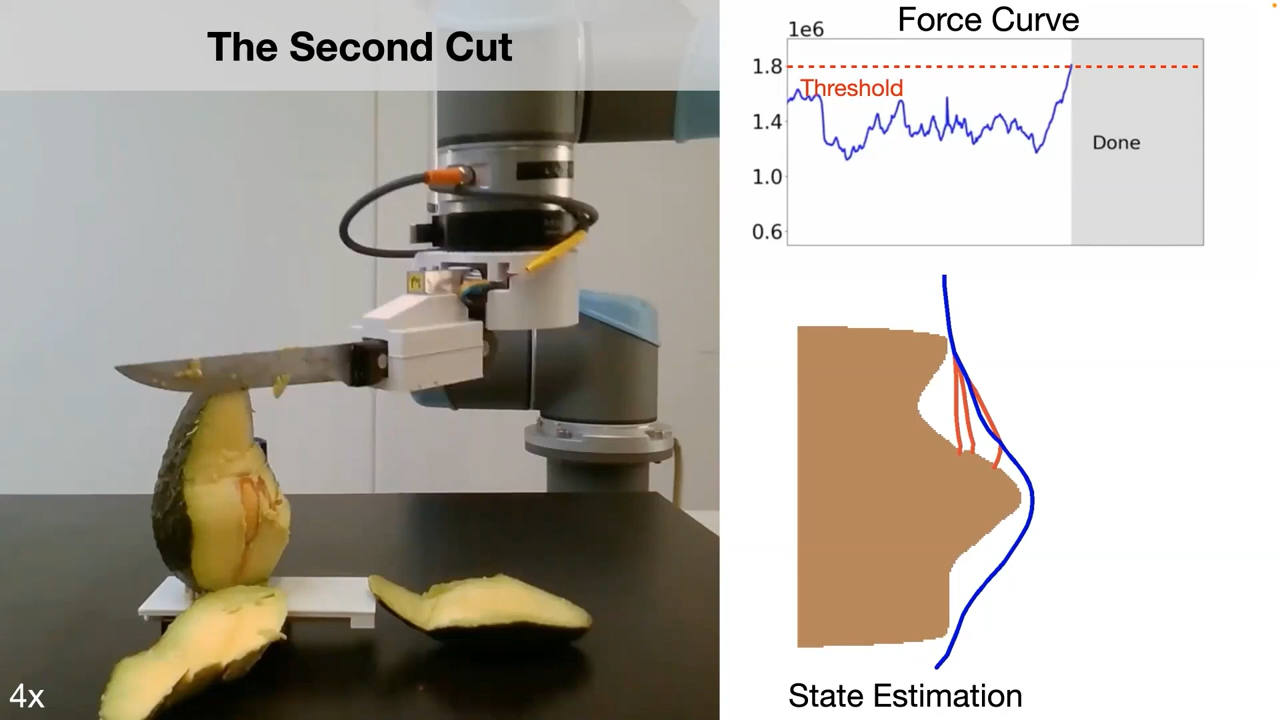 The Second Cut
4x
Force Curve
1e6
1.8
Threshold
1.4
Done
1.0
0.6
State Estimation